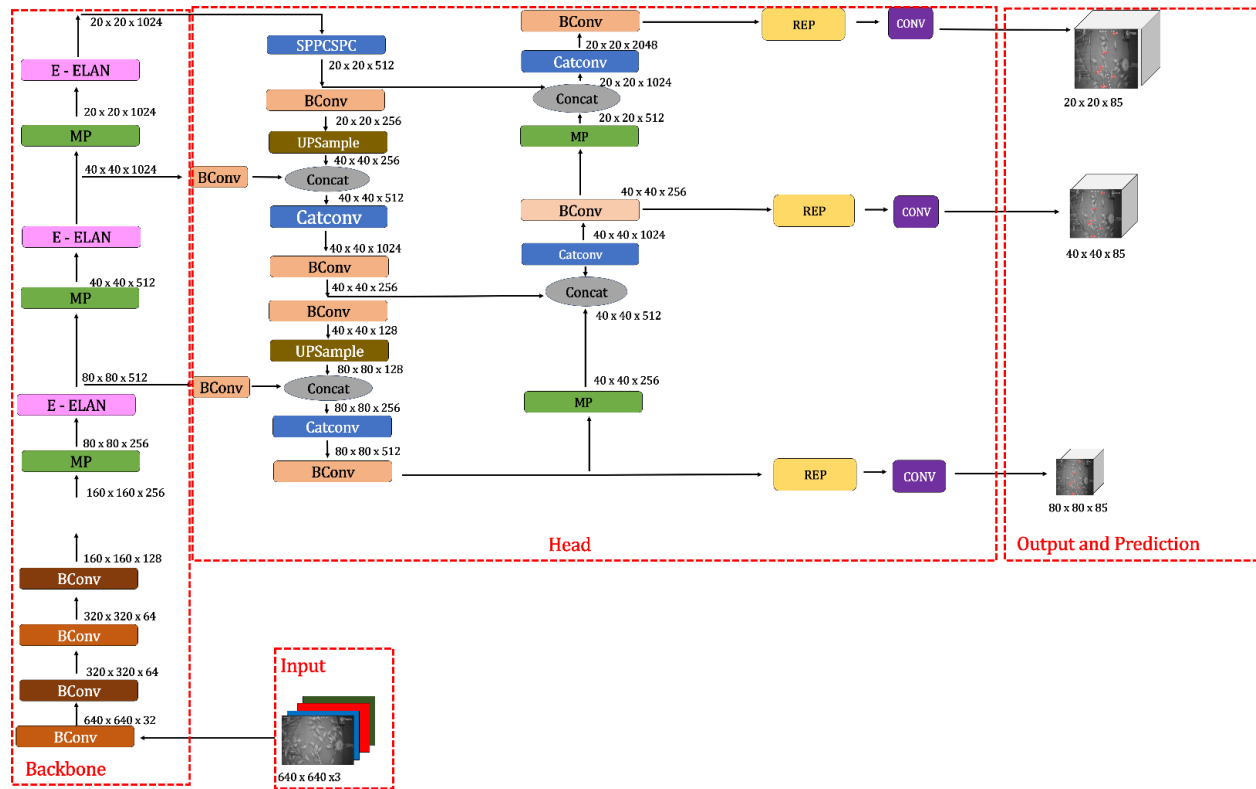 20 x 20 x 1024
E - ELAN
20 x 20 x 1024
MP
40 x 40 x 1024
E - ELAN
40 x 40 x 512
MP
80 x 80 x 512
E - ELAN
80 x 80 x 256
MP
160 x 160 x 256
160 x 160 x 128
BConv
320 x 320 x 64
BConv
320 x 320 x 64
BConv
640 x 640 x 32
BConv
Backbone
Input
640 x 640 x3
SPPCSPC
20 x 20 x 512
BConv
20 x 20 x 256
UPSample
40 x 40 x 256
BConv
Concat
40 x 40 x 512
Catconv
40 x 40 x 1024
BConv
40 x 40 x 256
BConv
40 x 40 x 128
UPSample
80 x 80 x 128
BConv
Concat
80 x 80 x 256
Catconv
80 x 80 x 512
BConv
BConv
20 x 20 x 2048
Catconv
20 x 20 x 1024
Concat
20 x 20 x 512
MP
40 x 40 x 256
BConv
40 x 40 x 1024
Catconv
Concat
40 x 40 x 512
40 x 40 x 256
MP
REP
CONV
REP
CONV
REP
CONV
Head
20 x 20 x 85
40 x 40 x 85
80 x 80 x 85
Output and Prediction